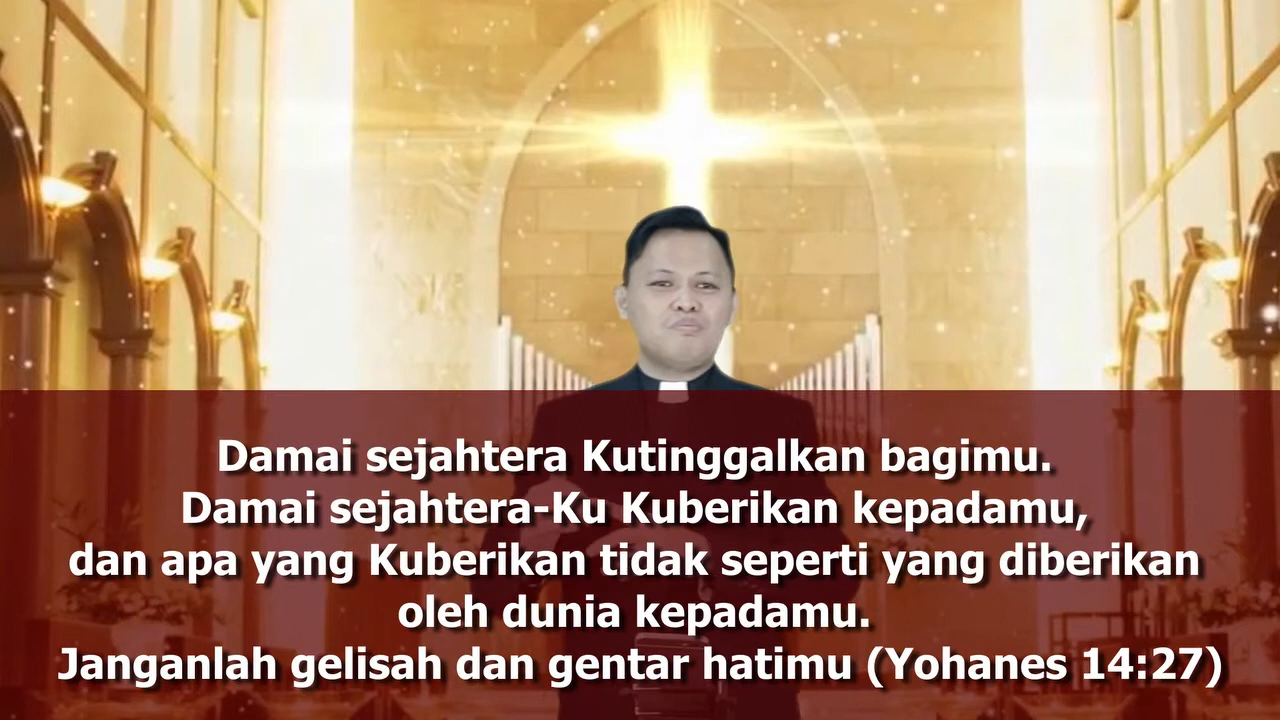 Damai sejahtera Kutinggalkan bagimu.
Damai sejahtera-Ku Kuberikan kepadamu,
dan apa yang Kuberikan tidak seperti yang diberikan
oleh dunia kepadamu.
Janganlah gelisah dan gentar hatimu (Yohanes 14:27)